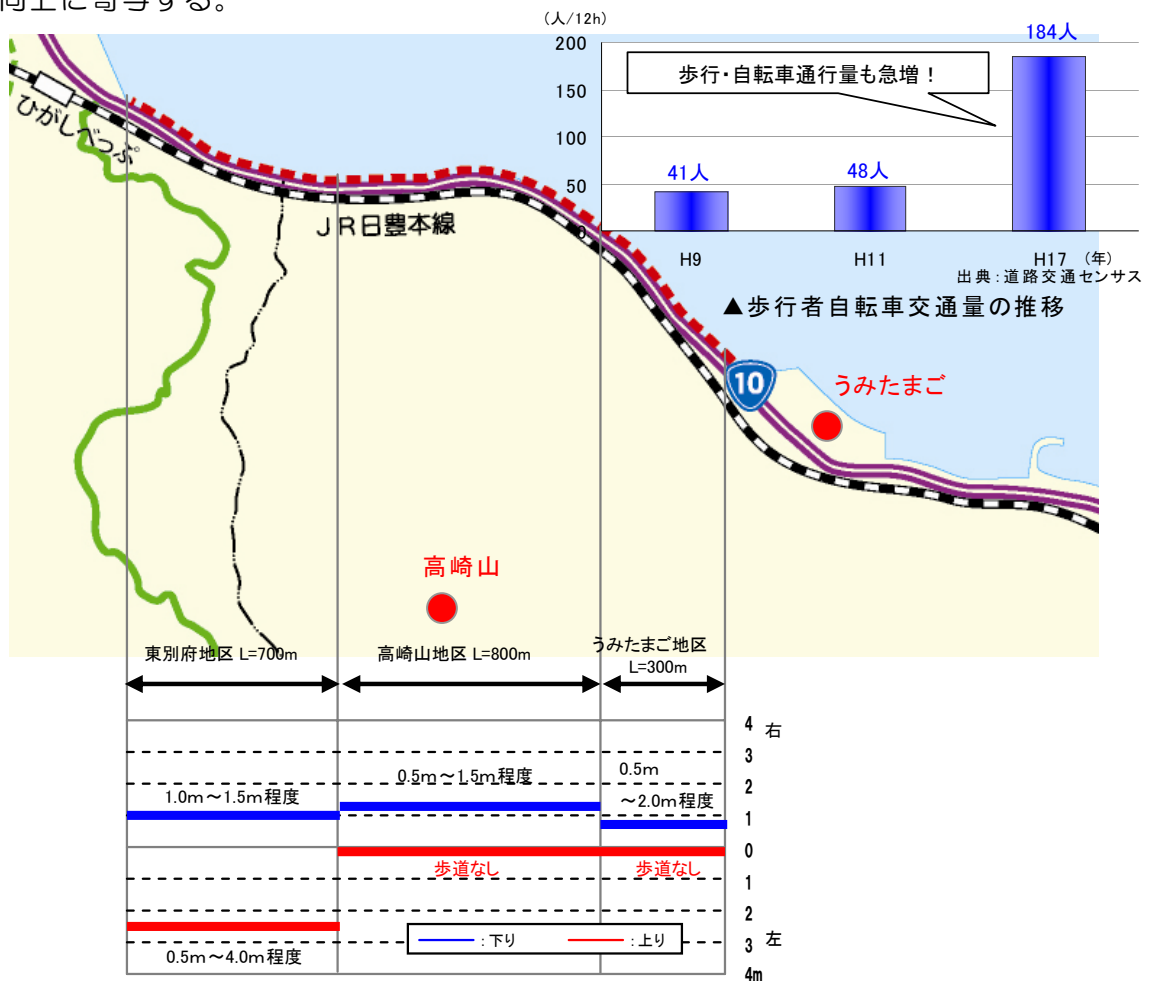 向上に寄与する。
(人/12h)
184人
200
歩行・自転車通行量も急増！
150
100
41人
48人
50
0
H9
H11
H17
(年)
出典：道路交通センサス
▲歩行者自転車交通量の推移
ひがしべっぷ
ＪＲ日豊本線
10
うみたまご
高崎山
東別府地区 L=700m
高崎山地区 L=800m
うみたまご地区
L=300m
4 右
3
2
1
0
1
2
3 左
4m
1.0m～1.5m程度
0.5m～1.5m程度
0.5m
～2.0m程度
歩道なし
歩道なし
0.5m～4.0m程度
：下り
：上り